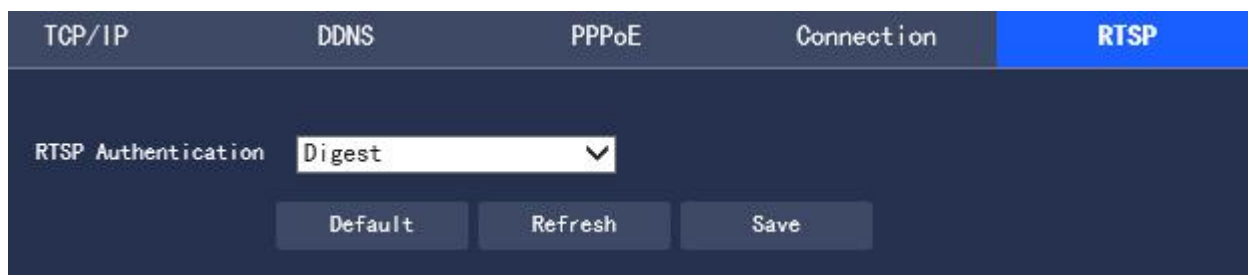 TCP/IP DDNS PPPoE Connection RTSP
RTSP Authentication Digest
Default Refresh Save